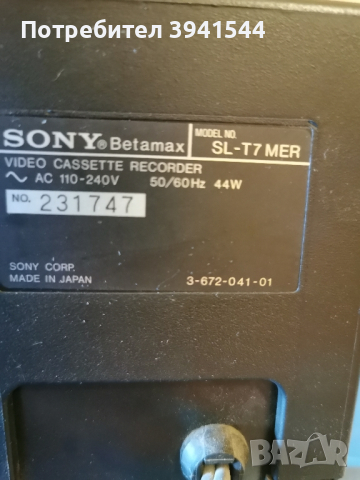 Потребител 3941544
SONY® Betamax
MODEL NO.
SL-T7 MER
VIDEO CASSETTE RECORDER
～ AC 110-240V 50/60Hz 44W
NO. 231747
SONY CORP.
MADE IN JAPAN
3-672-041-01
BAZAR